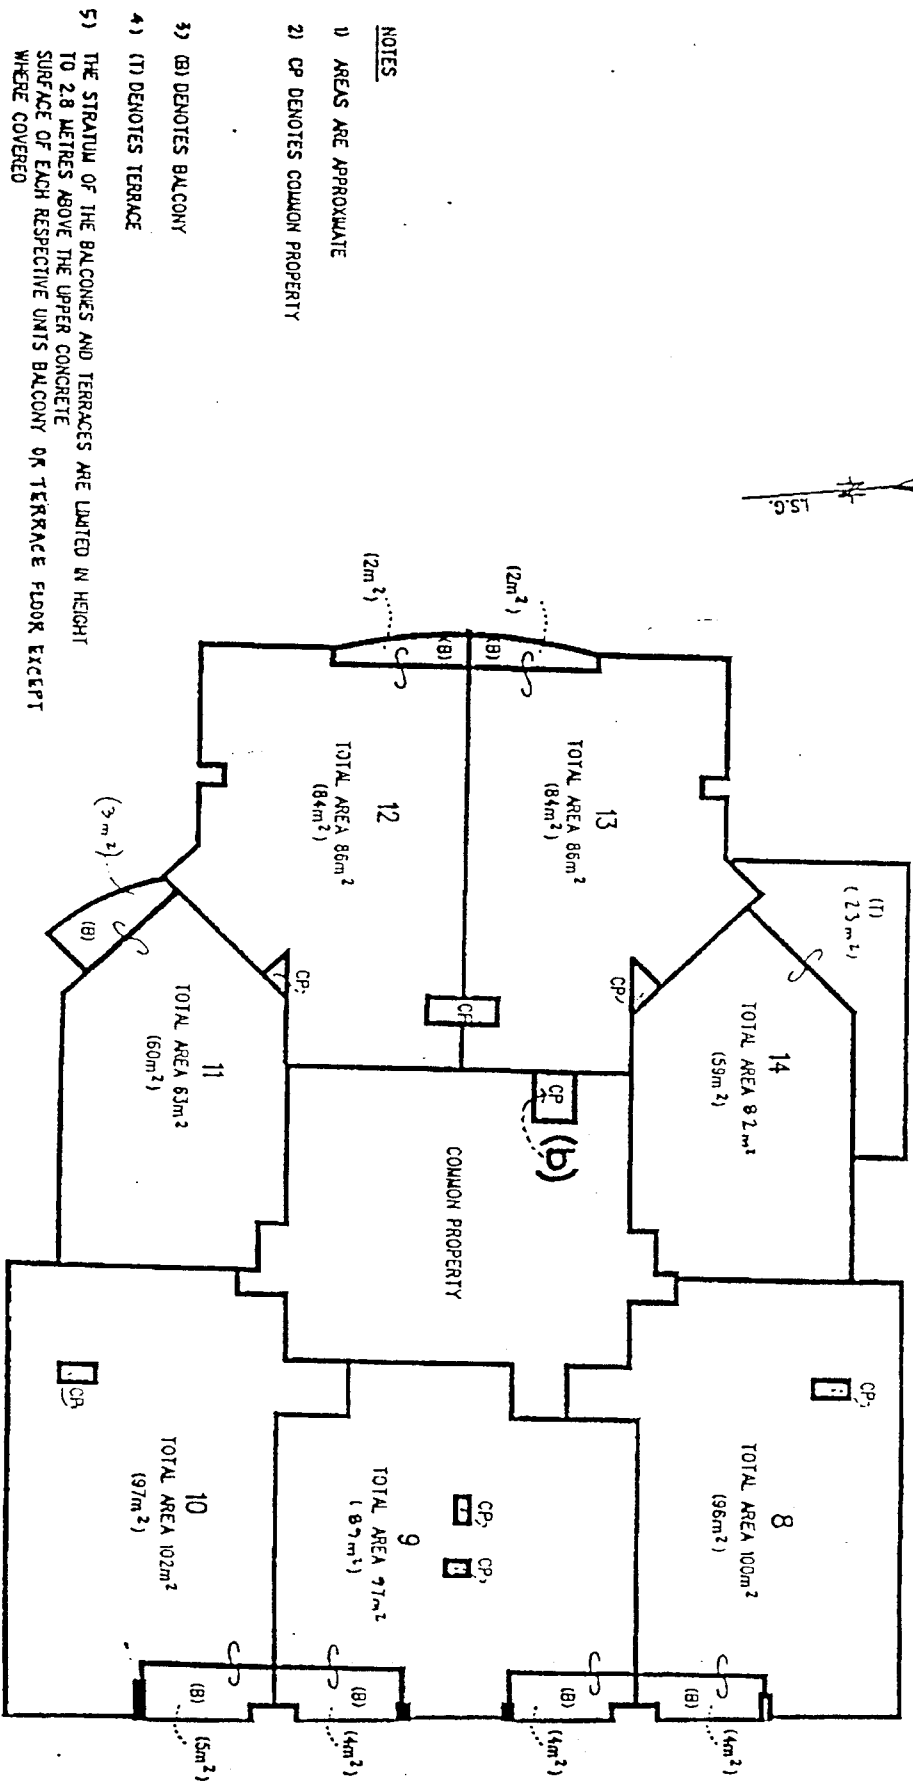 NOTES
1) AREAS ARE APPROXIMATE
2) CP DENOTES COMMON PROPERTY
3) (B) DENOTES BALCONY
4) (T) DENOTES TERRACE
5) THE STRATUM OF THE BALCONIES AND TERRACES ARE LIMITED IN HEIGHT
TO 2.8 METRES ABOVE THE UPPER CONCRETE
SURFACE OF EACH RESPECTIVE UNITS BALCONY OR TERRACE FLOOR EXCEPT
WHERE COVERED
I.S.G.
(T)
(23m²)
14
TOTAL AREA 82m²
(59m²)
8
TOTAL AREA 100m²
(96m²)
CP
(B)
(4m²)
(2m²)
(B)
13
TOTAL AREA 86m²
(84m²)
CP
CP
(b)
COMMON PROPERTY
CP
(2m²)
(B)
12
TOTAL AREA 86m²
(84m²)
CP
9
TOTAL AREA 97m²
(89m²)
CP
CP
(B)
(4m²)
(B)
(4m²)
(3m²)
(B)
11
TOTAL AREA 63m²
(60m²)
10
TOTAL AREA 102m²
(97m²)
CP
(B)
(5m²)